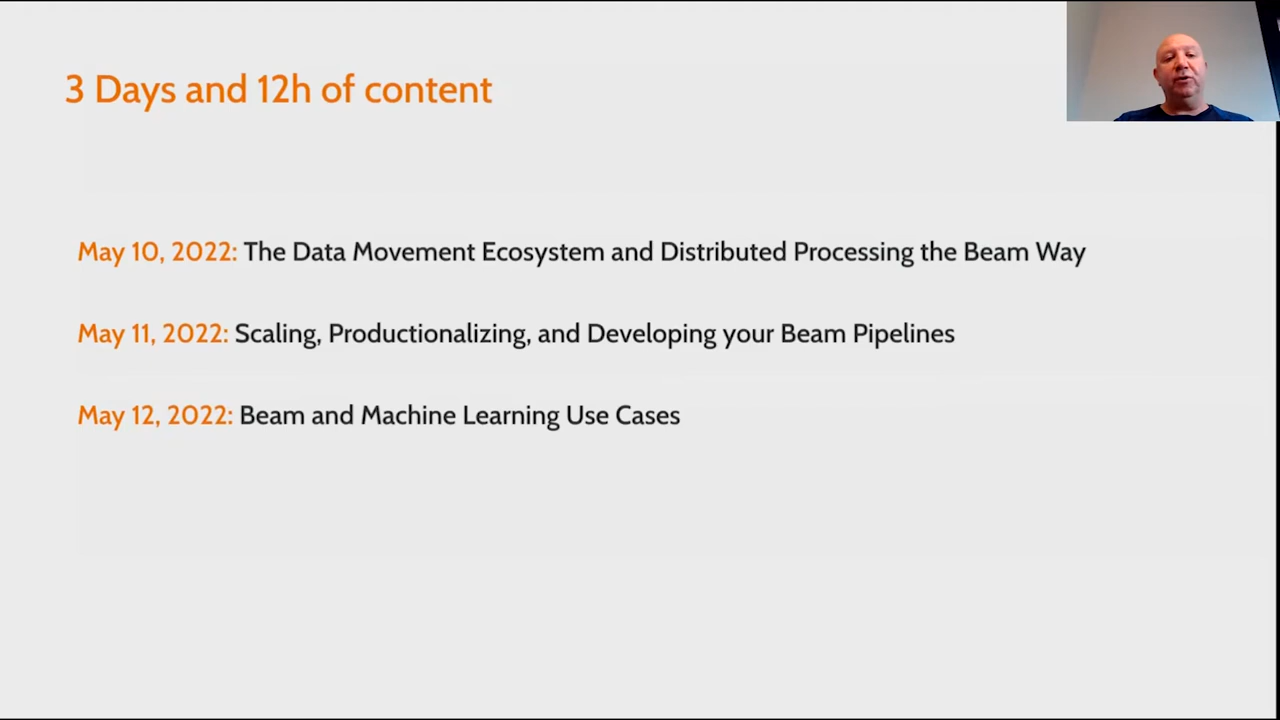 3 Days and 12h of content
May 10, 2022: The Data Movement Ecosystem and Distributed Processing the Beam Way
May 11, 2022: Scaling, Productionalizing, and Developing your Beam Pipelines
May 12, 2022: Beam and Machine Learning Use Cases